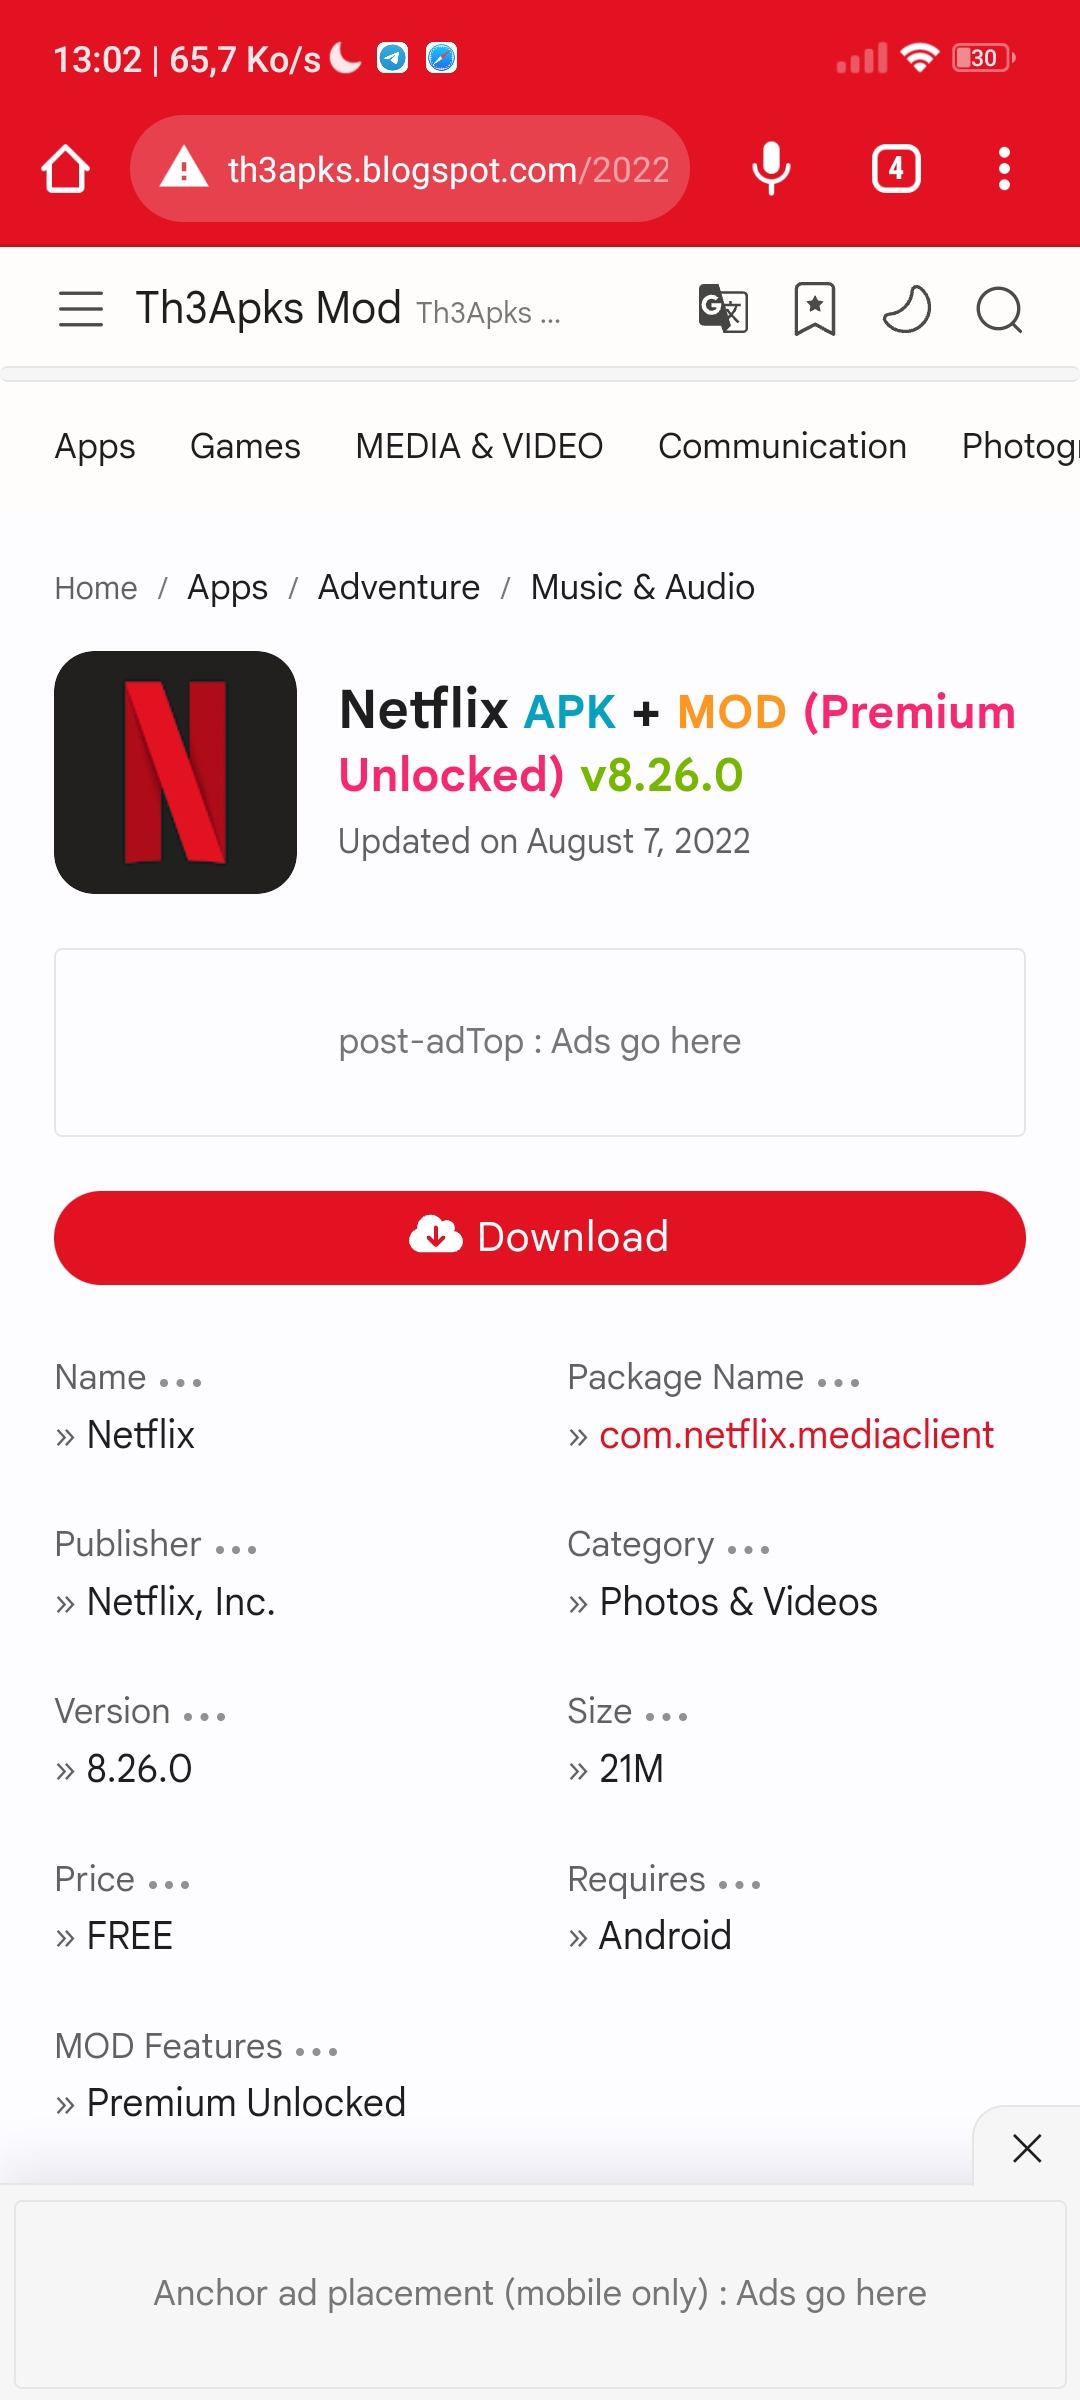 13:02 | 65,7 Ko/s
30
th3apks.blogspot.com/2022
4
Th3Apks Mod Th3Apks ...
Apps Games MEDIA & VIDEO Communication Photogr
Home / Apps / Adventure / Music & Audio
Netflix APK + MOD (Premium
Unlocked) v8.26.0
Updated on August 7, 2022
post-adTop : Ads go here
Download
Name •••
» Netflix
Package Name •••
» com.netflix.mediaclient
Publisher •••
» Netflix, Inc.
Category •••
» Photos & Videos
Version •••
» 8.26.0
Size •••
» 21M
Price •••
» FREE
Requires •••
» Android
MOD Features •••
» Premium Unlocked
Anchor ad placement (mobile only) : Ads go here